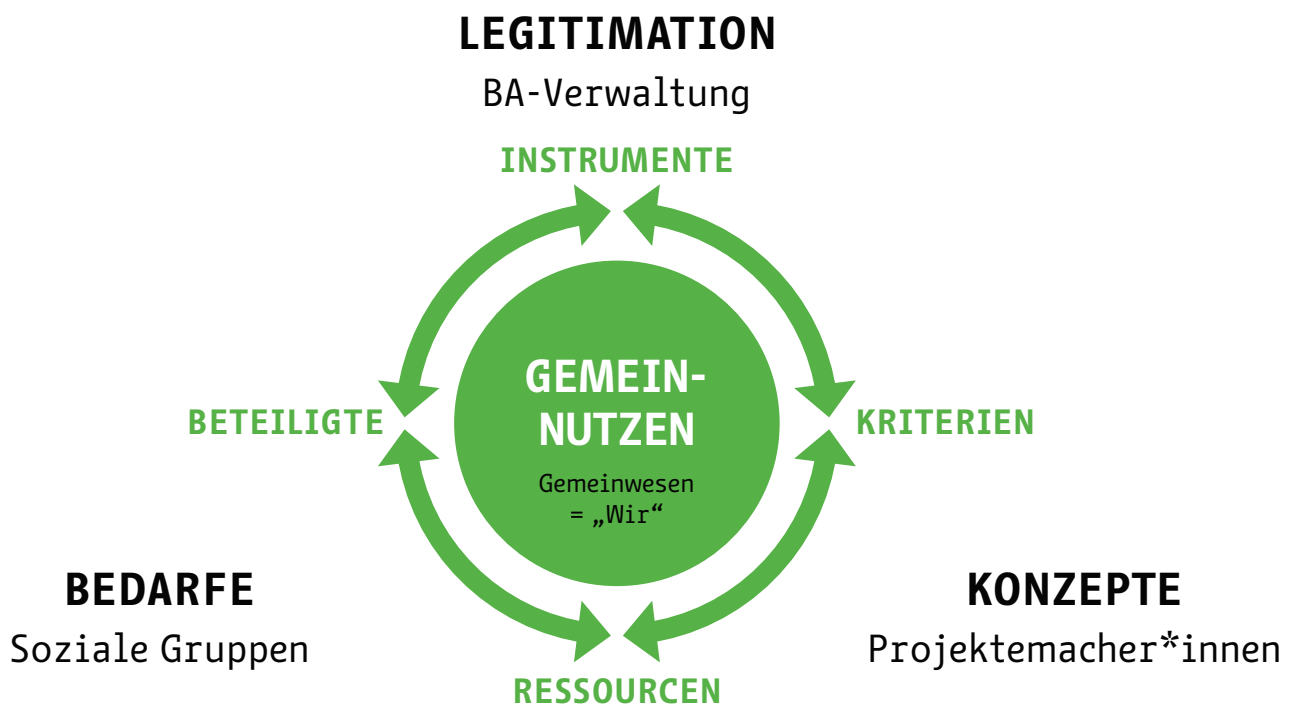 LEGITIMATION
BA-Verwaltung
INSTRUMENTE
GEMEIN-
NUTZEN
Gemeinwesen
= „Wir“
BETEILIGTE
KRITERIEN
BEDARFE
Soziale Gruppen
KONZEPTE
Projektemacher*innen
RESSOURCEN